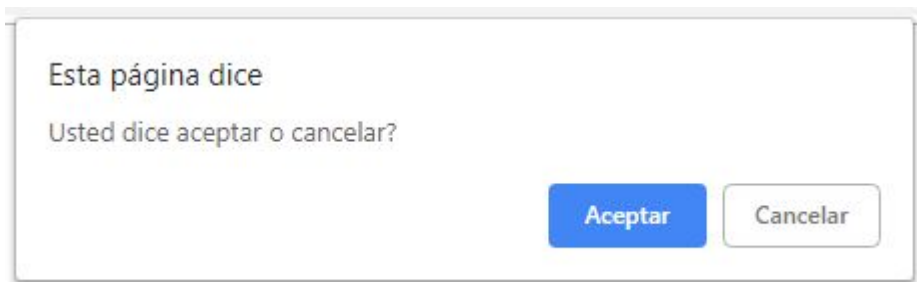 Esta página dice
Usted dice aceptar o cancelar?
Aceptar Cancelar